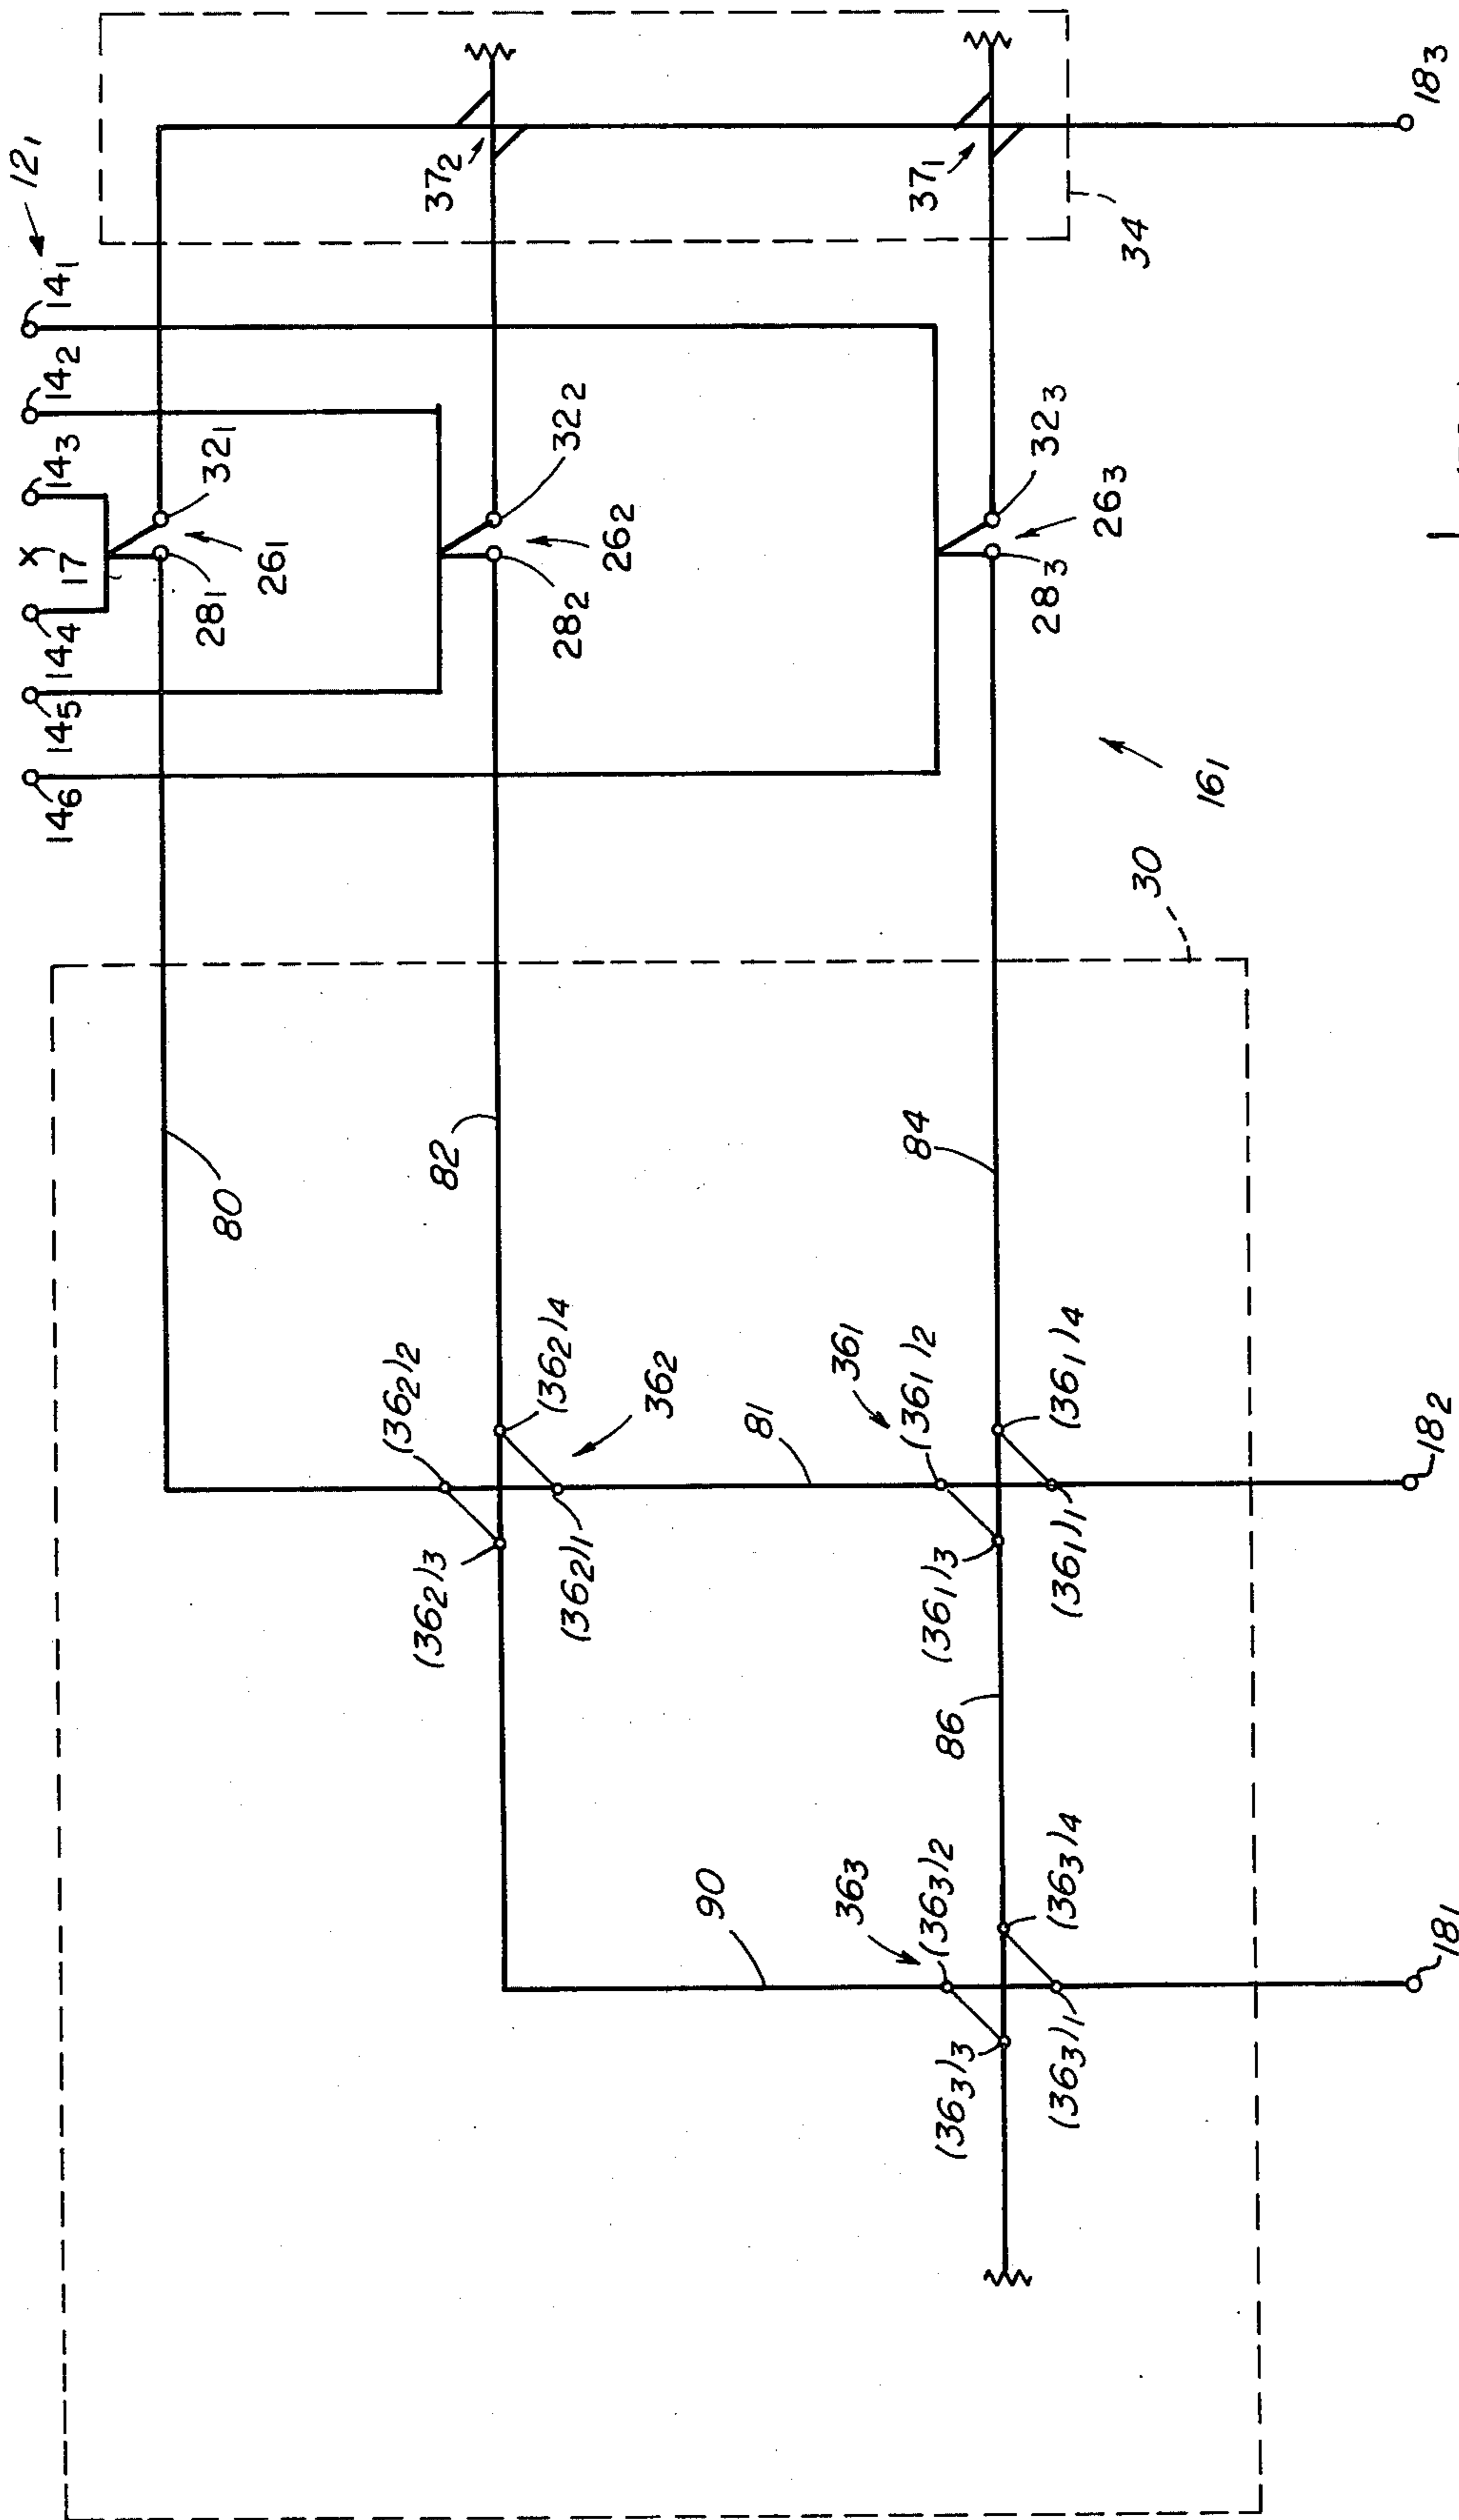 12₁
14₆ 14₅ 14₄ 17 X 14₃ 14₂ 14₁
28₁ 26₁ 32₁
80
37₂
82
28₂ 26₂ 32₂
(36₂)₂
(36₂)₃ (36₂)₄
(36₂)₁ 36₂
90
81
84
37₁
36₃ 36₁
(36₃)₂ (36₁)₂
(36₃)₃ 86 (36₁)₃
28₃ 26₃ 32₃
(36₃)₁ (36₃)₄ (36₁)₁ (36₁)₄
30
16₁
34
18₁ 18₂ 18₃